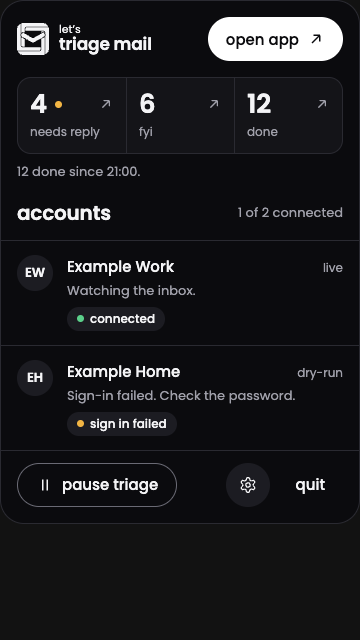 let's
triage mail
open app
4
needs reply
6
fyi
12
done
12 done since 21:00.
accounts
1 of 2 connected
EW
Example Work
live
Watching the inbox.
connected
EH
Example Home
dry-run
Sign-in failed. Check the password.
sign in failed
pause triage
quit